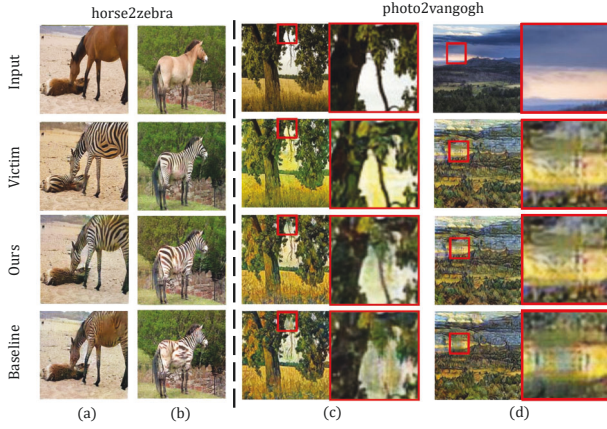 horse2zebra
photo2vangogh
Input
Victim
Ours
Baseline
(a)
(b)
(c)
(d)